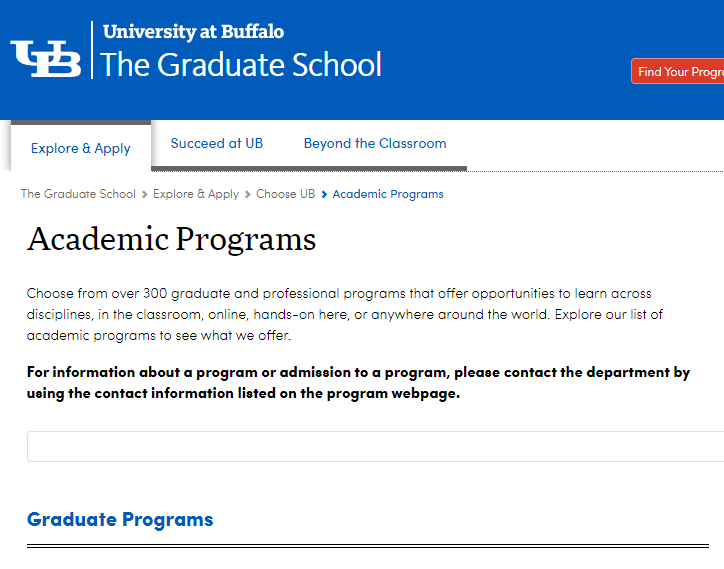 UB
University at Buffalo
The Graduate School
Find Your
Explore & Apply
Succeed at UB
Beyond the Classroom
The Graduate School > Explore & Apply > Choose UB > Academic Programs
Academic Programs
Choose from over 300 graduate and professional programs that offer opportunities to learn across
disciplines, in the classroom, online, hands-on here, or anywhere around the world. Explore our list of
academic programs to see what we offer.
For information about a program or admission to a program, please contact the department by
using the contact information listed on the program webpage.
Graduate Programs